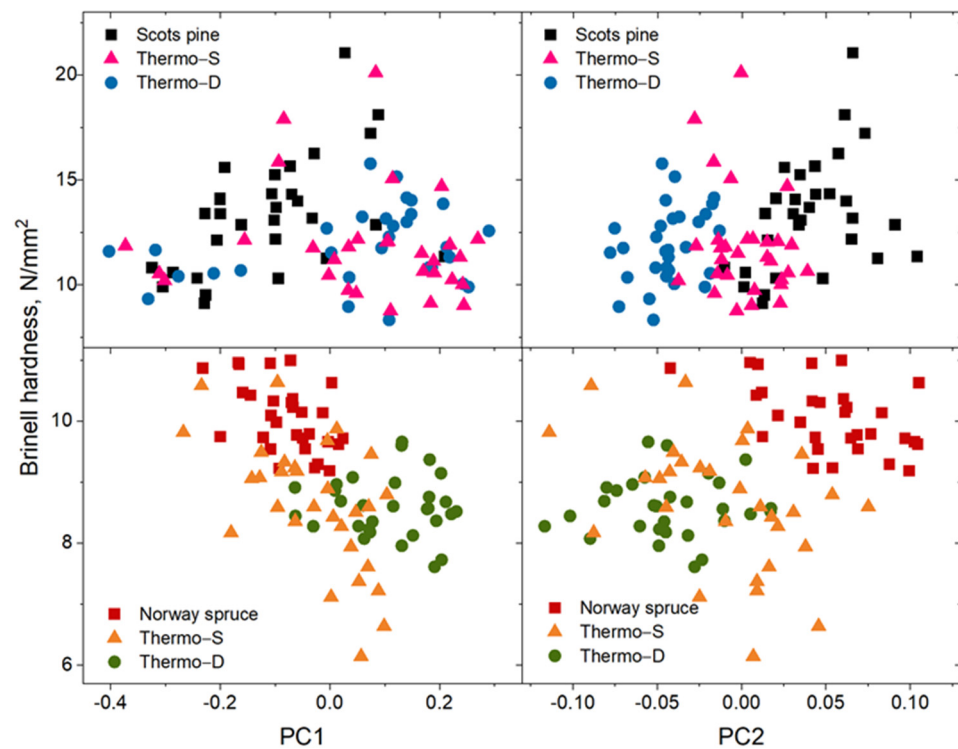 Scots pine
Thermo–S
Thermo–D
Scots pine
Thermo–S
Thermo–D
20
15
10
Brinell hardness, N/mm²
10
8
6
Norway spruce
Thermo–S
Thermo–D
Norway spruce
Thermo–S
Thermo–D
-0.4 -0.2 0.0 0.2 -0.10 -0.05 0.00 0.05 0.10
PC1 PC2